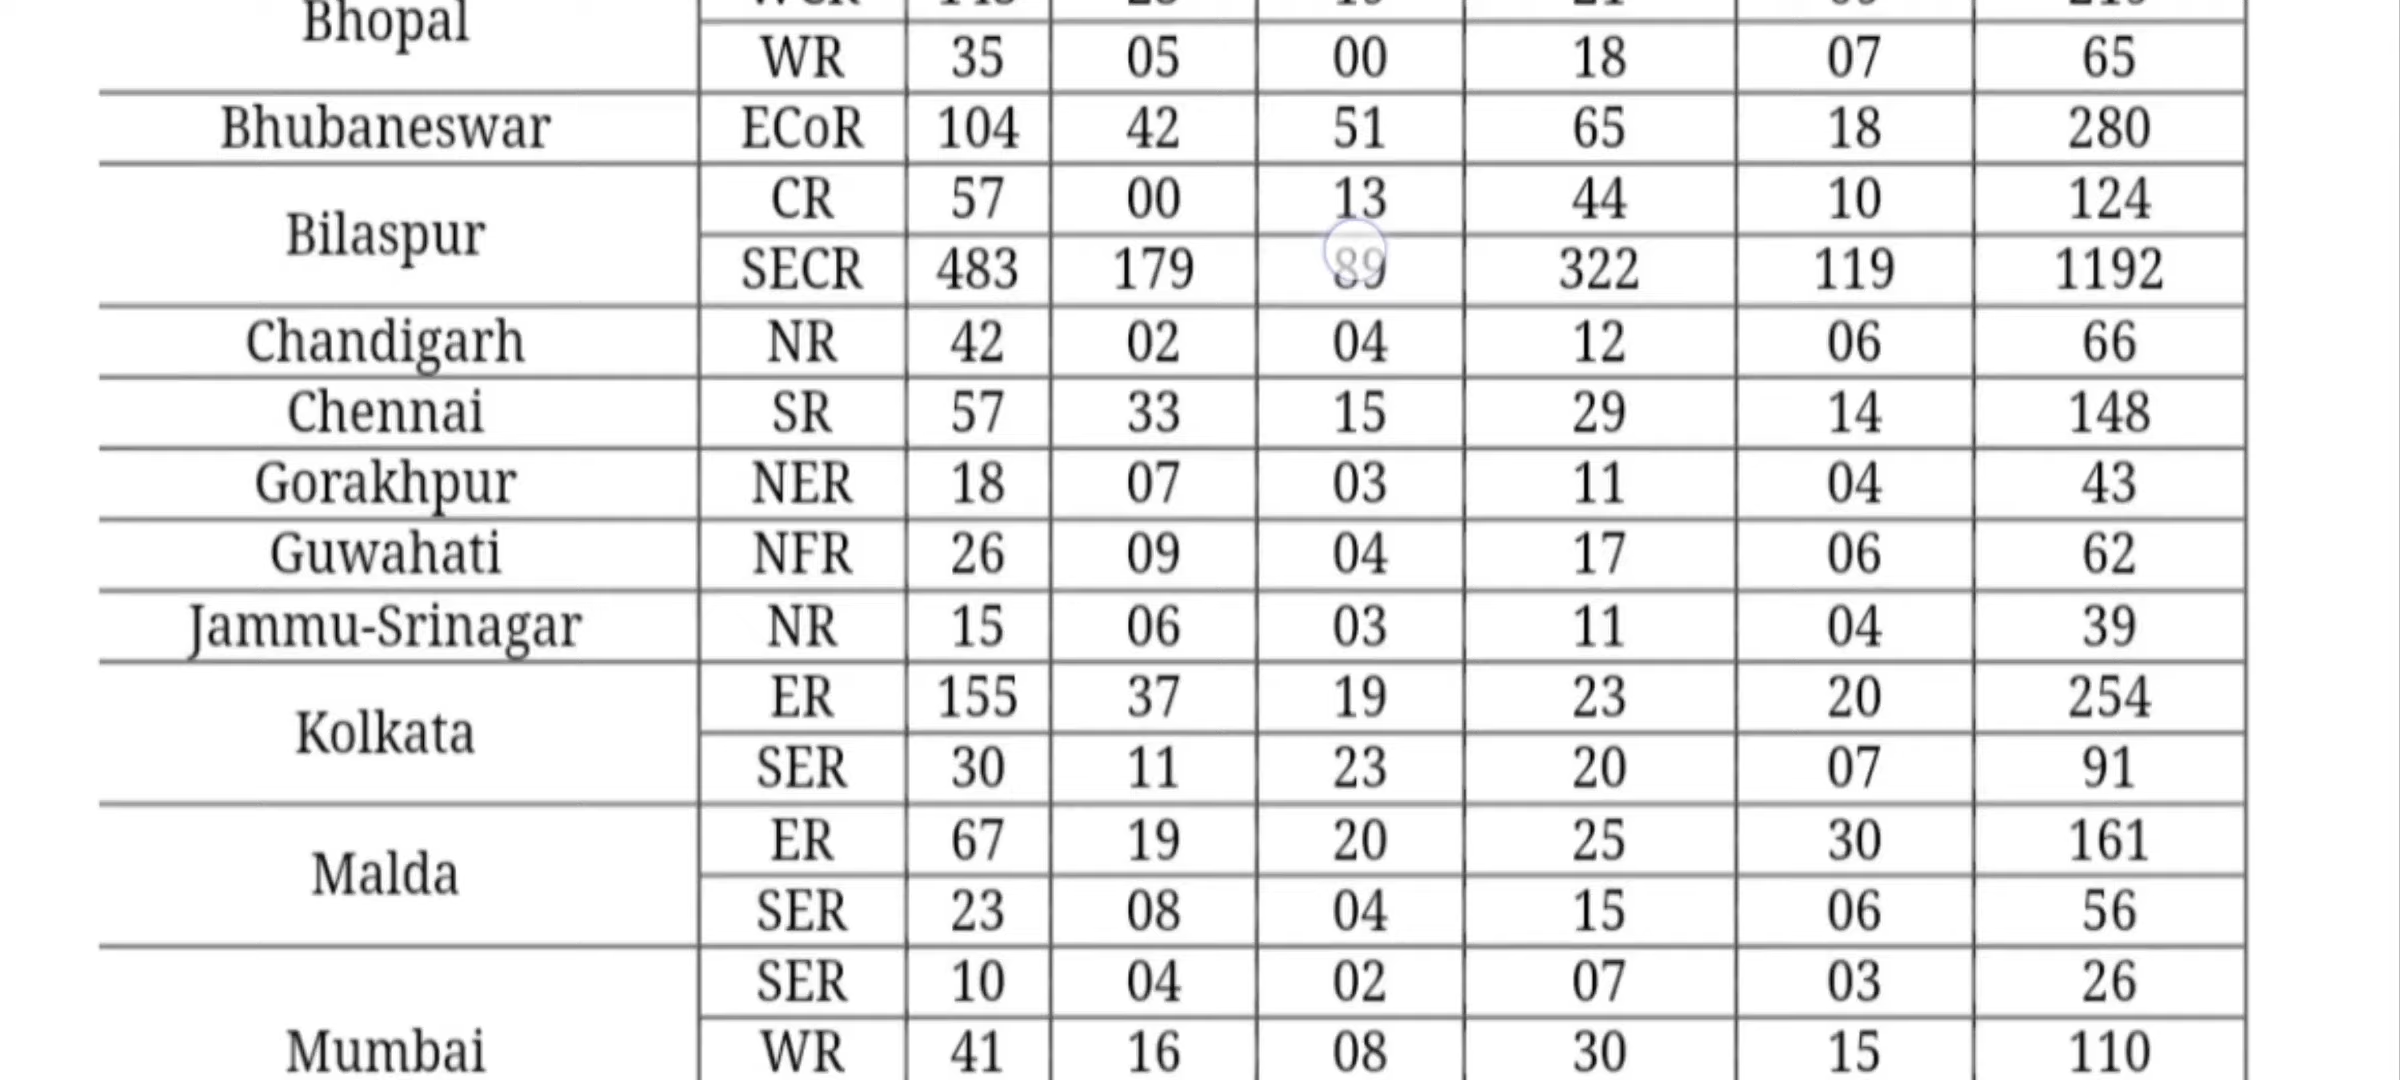 Bhopal
WR 35 05 00 18 07 65
Bhubaneswar ECoR 104 42 51 65 18 280
Bilaspur CR 57 00 13 44 10 124
SECR 483 179 89 322 119 1192
Chandigarh NR 42 02 04 12 06 66
Chennai SR 57 33 15 29 14 148
Gorakhpur NER 18 07 03 11 04 43
Guwahati NFR 26 09 04 17 06 62
Jammu-Srinagar NR 15 06 03 11 04 39
Kolkata ER 155 37 19 23 20 254
SER 30 11 23 20 07 91
Malda ER 67 19 20 25 30 161
SER 23 08 04 15 06 56
Mumbai SER 10 04 02 07 03 26
WR 41 16 08 30 15 110